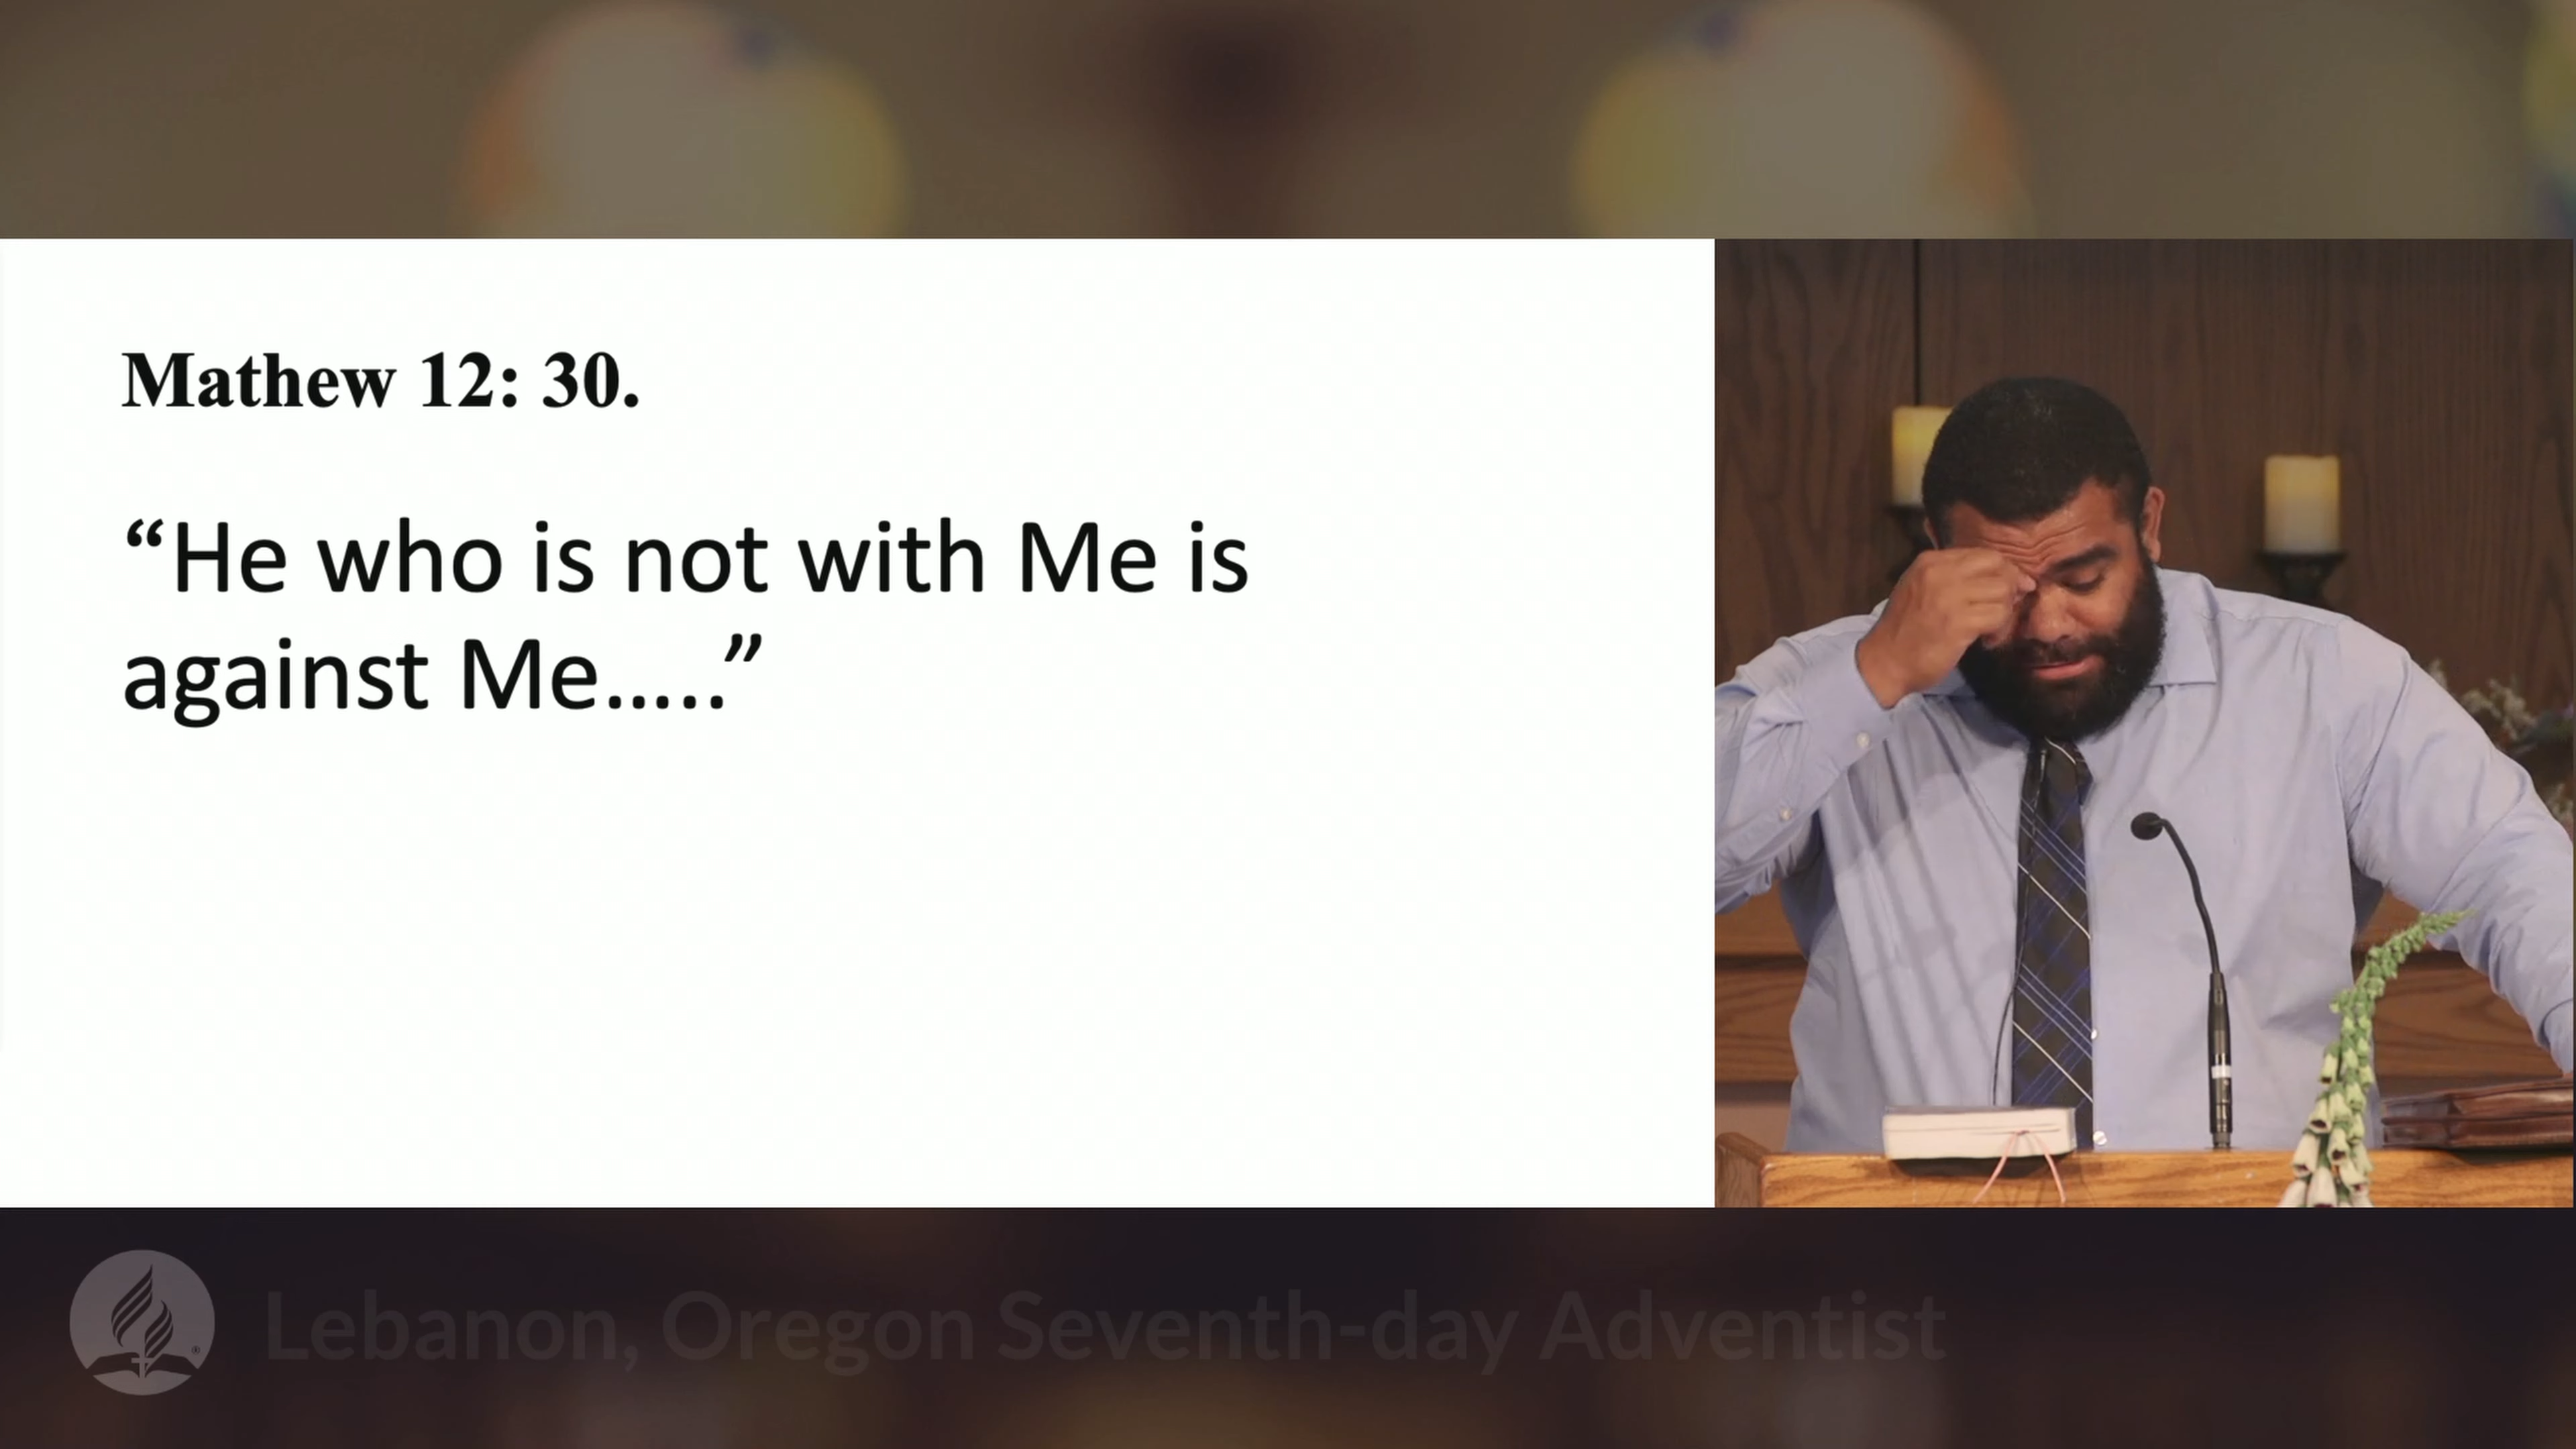 Mathew 12: 30.
“He who is not with Me is
against Me.....”
Lebanon, Oregon Seventh-day Adventist